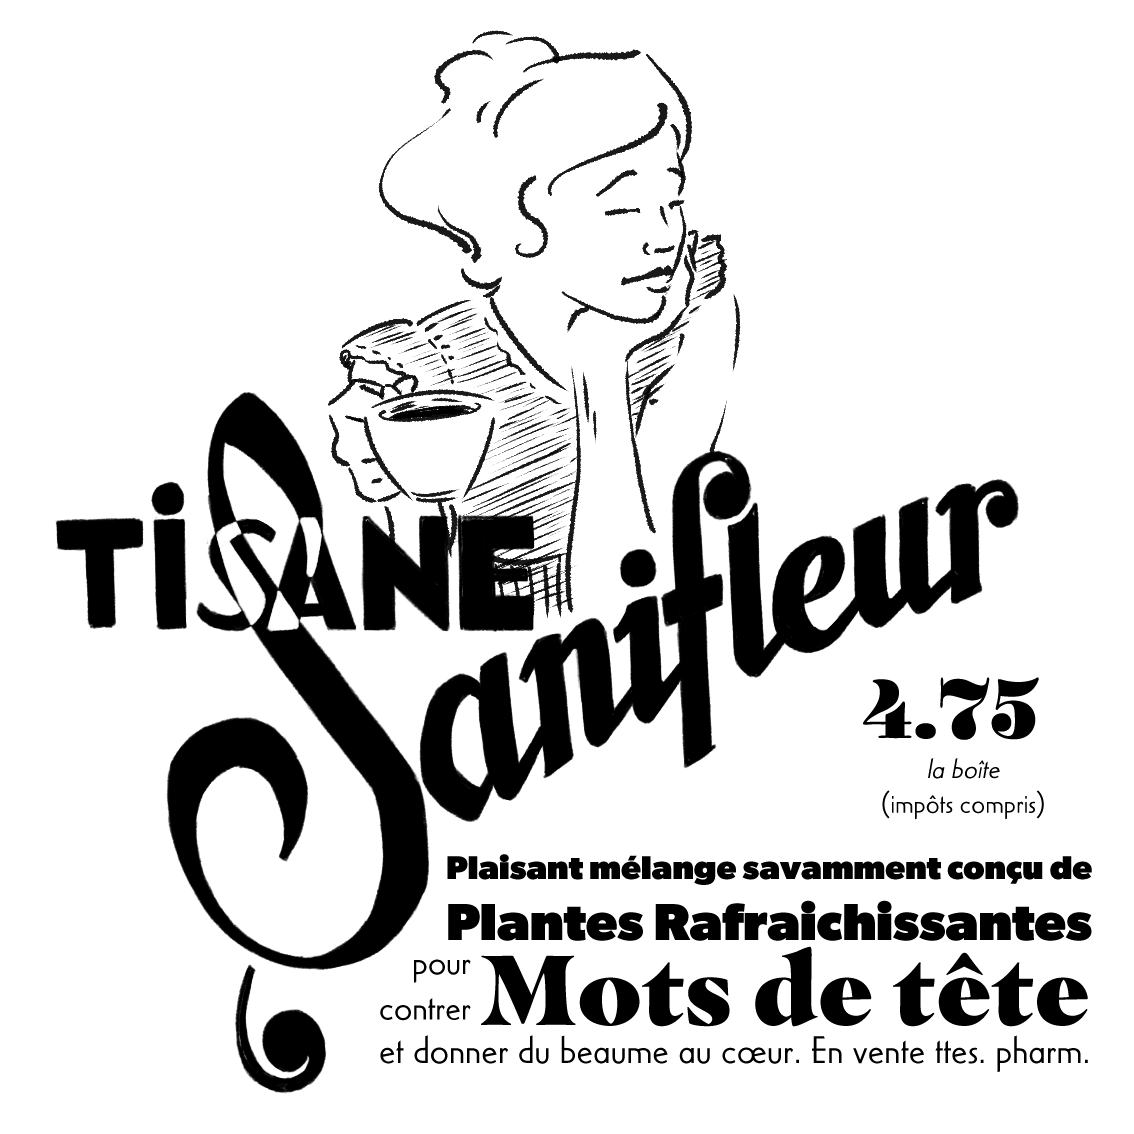 TiSANE
Sanifleur
4.75
la boîte
(impôts compris)
Plaisant mélange savamment conçu de
Plantes Rafraichissantes
pour
contrer Mots de tête
et donner du beaume au cœur. En vente ttes. pharm.